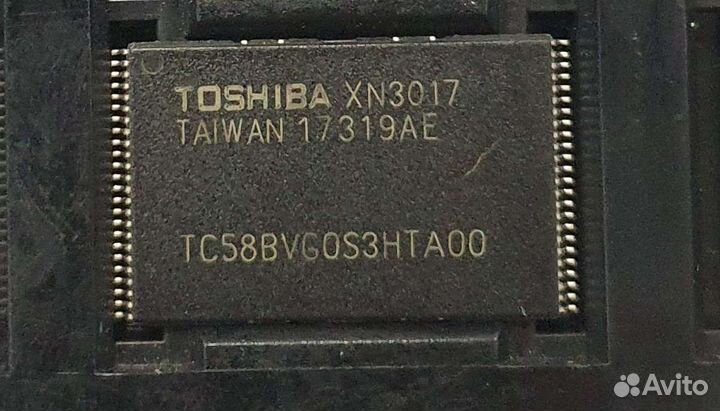 TOSHIBA XN3017
TAIWAN 17319AE
TC58BVG0S3HTA00
Avito